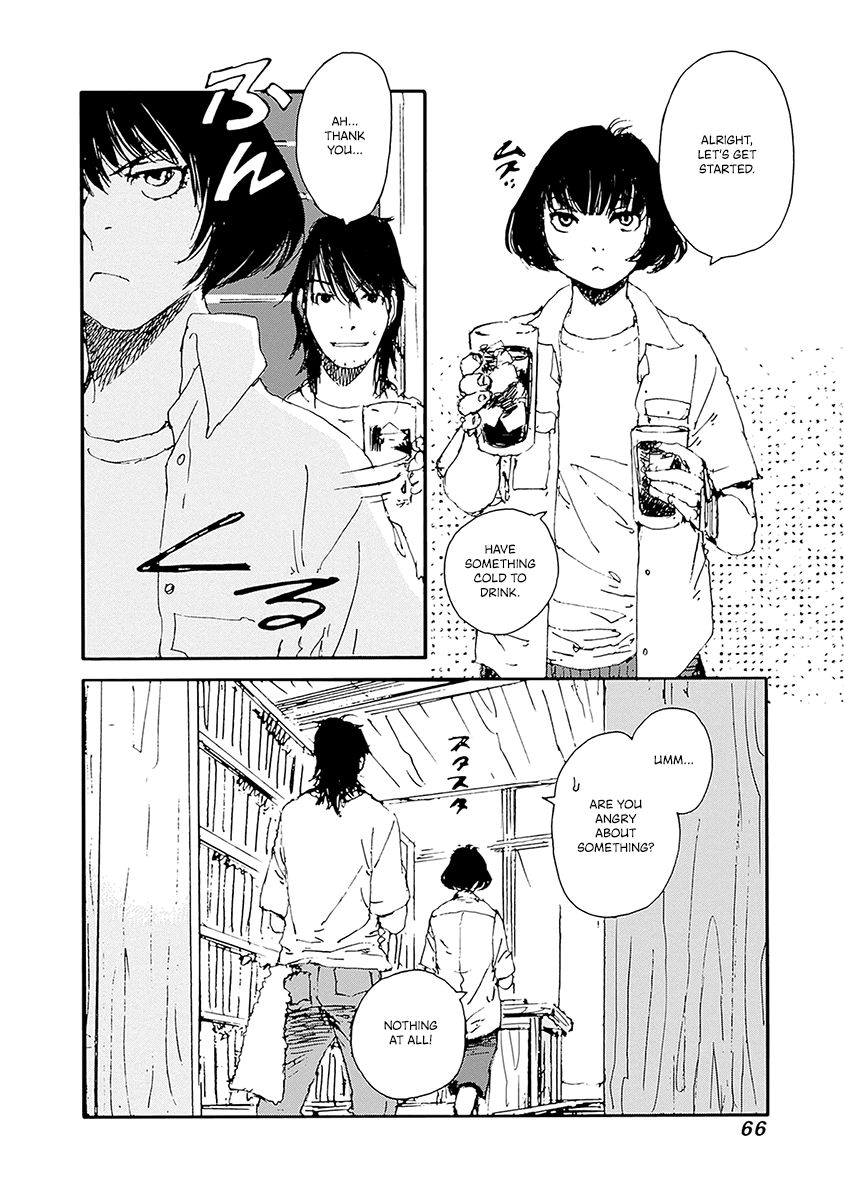 ALRIGHT,
LET'S GET
STARTED.
ムス‥
HAVE
SOMETHING
COLD TO
DRINK.
AH...
THANK
YOU...
ふん
くる
UMM...
ARE YOU
ANGRY
ABOUT
SOMETHING?
スタスタ
NOTHING
AT ALL!
66